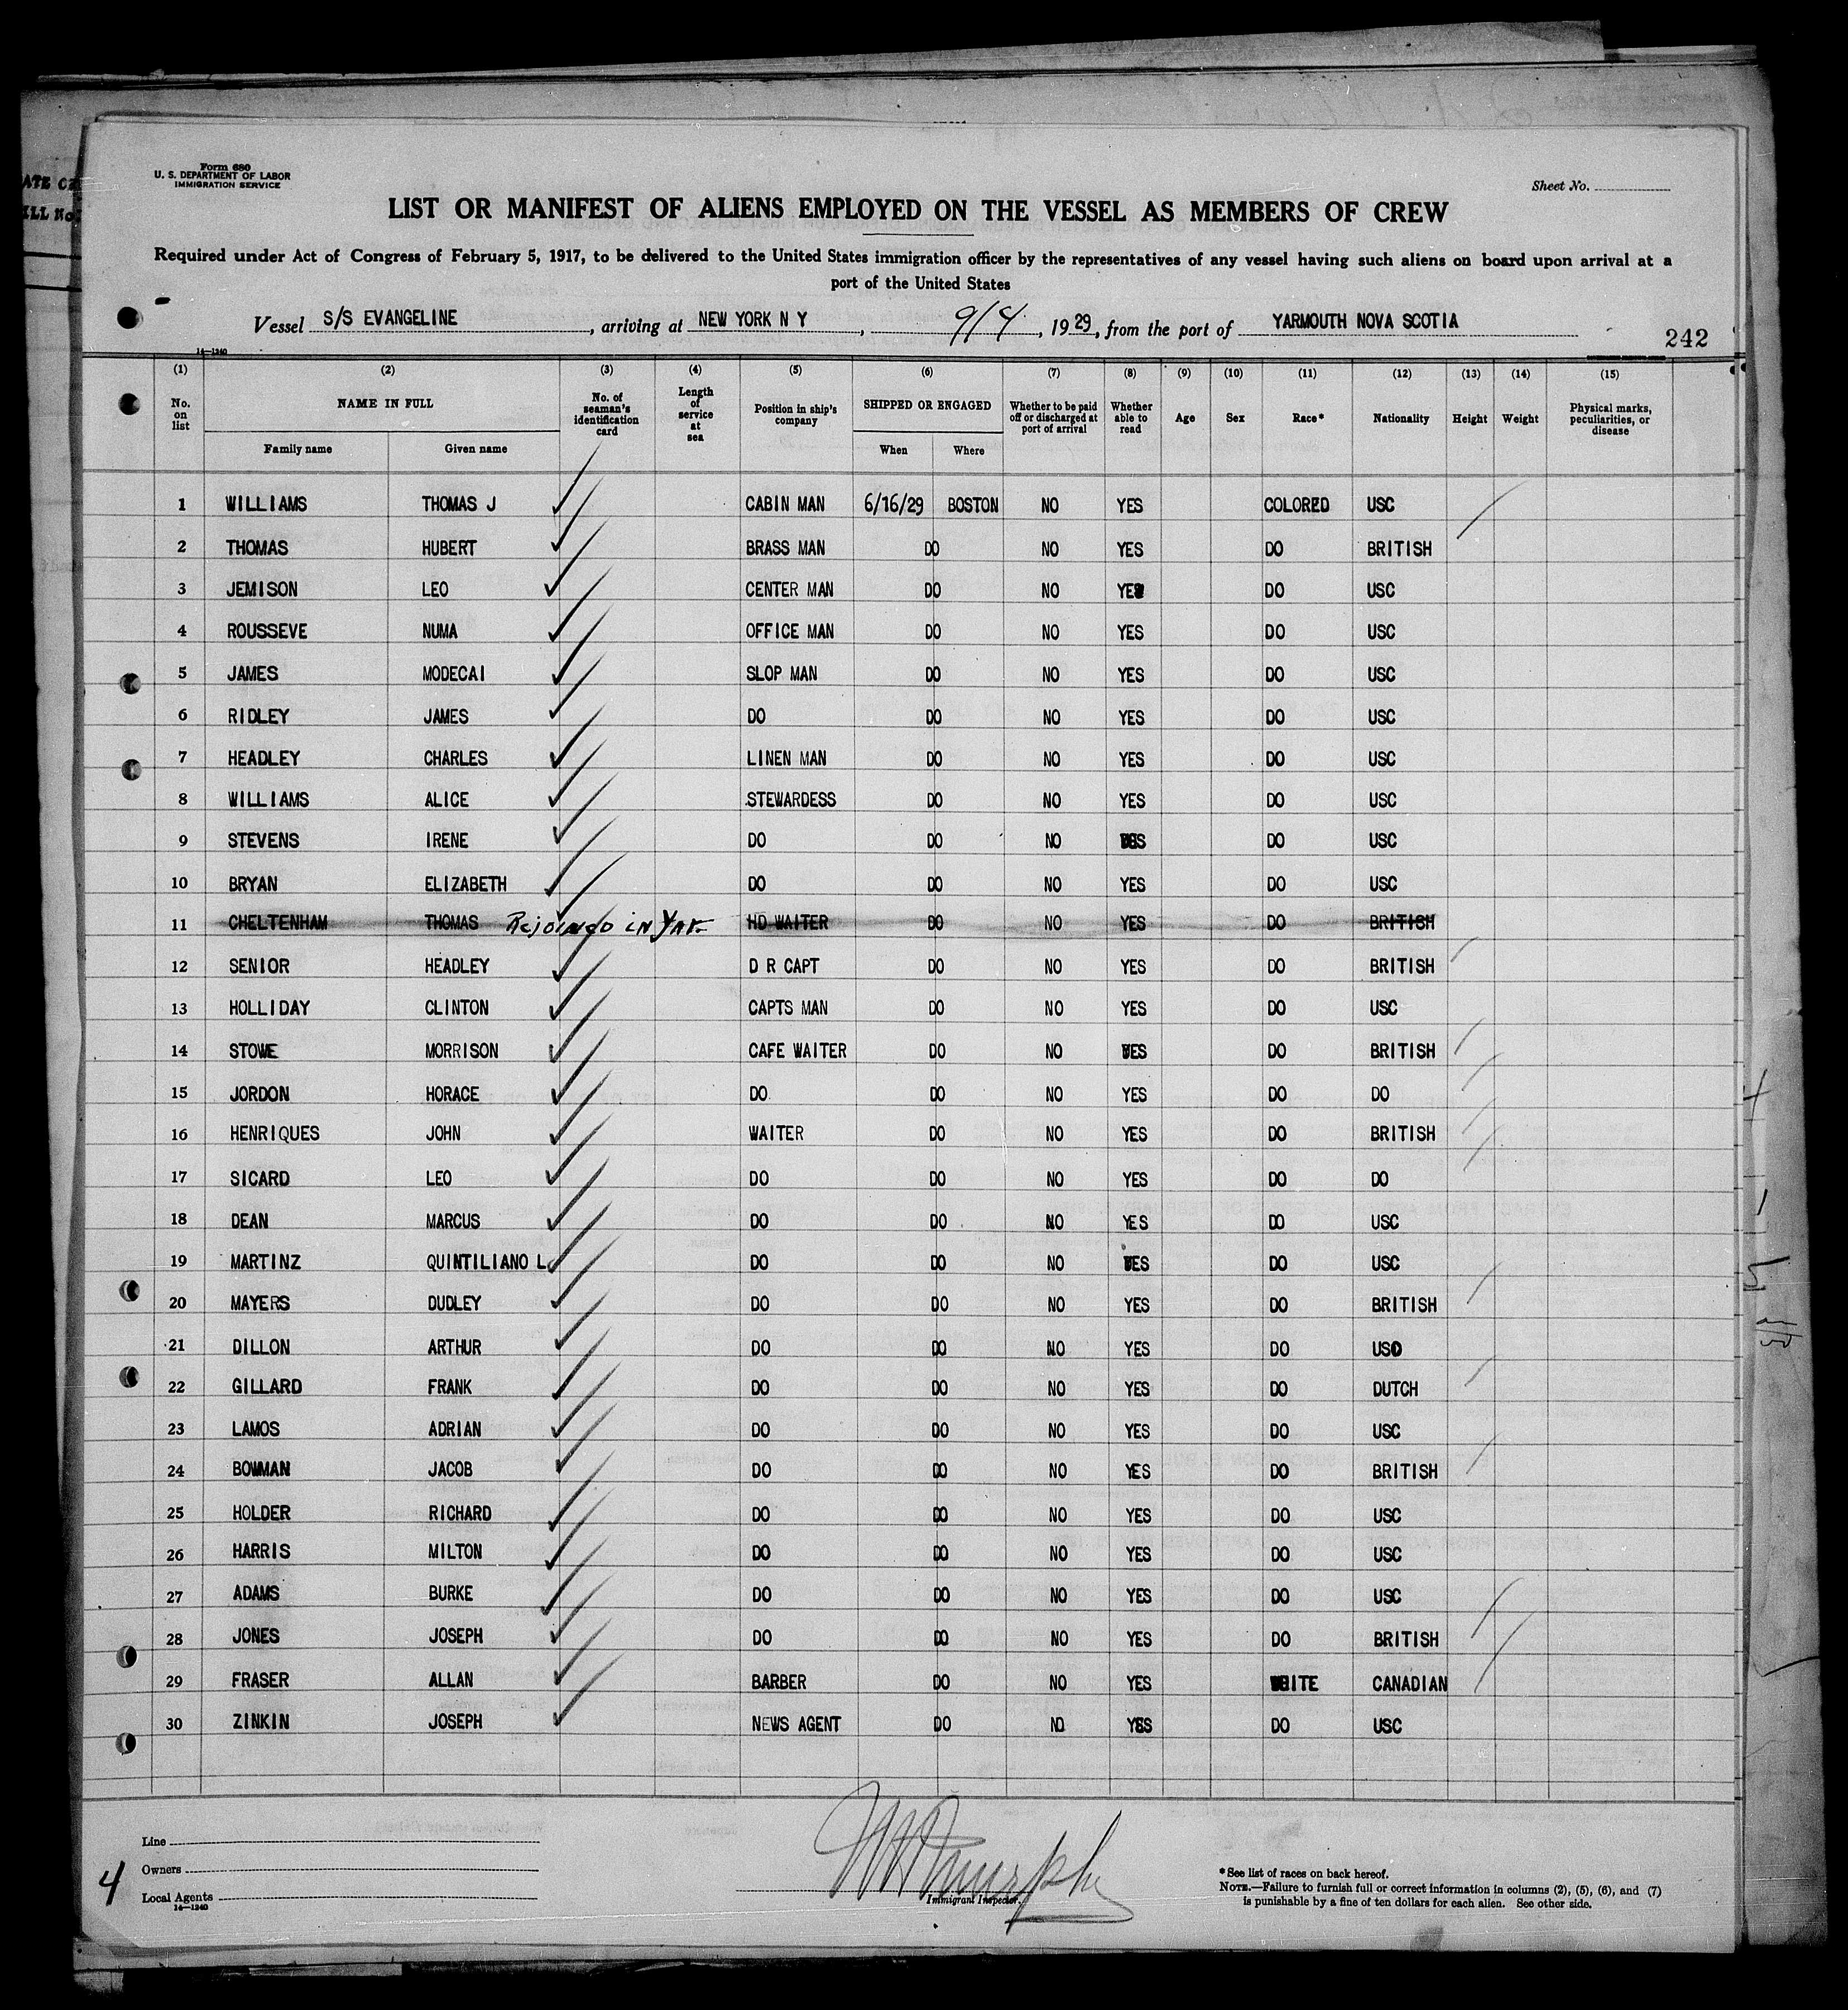 Form 680
U. S. DEPARTMENT OF LABOR
IMMIGRATION SERVICE
Sheet No.
LIST OR MANIFEST OF ALIENS EMPLOYED ON THE VESSEL AS MEMBERS OF CREW
Required under Act of Congress of February 5, 1917, to be delivered to the United States immigration officer by the representatives of any vessel having such aliens on board upon arrival at a
port of the United States
Vessel S/S EVANGELINE, arriving at NEW YORK N Y, 9/4, 1929, from the port of YARMOUTH NOVA SCOTIA
242
14—1240
(1) (2) (3) (4) (5) (6) (7) (8) (9) (10) (11) (12) (13) (14) (15)
No. on list NAME IN FULL No. of seaman's identification card Length of service at sea Position in ship's company SHIPPED OR ENGAGED Whether to be paid off or discharged at port of arrival Whether able to read Age Sex Race* Nationality Height Weight Physical marks, peculiarities, or disease
Family name Given name When Where
1 WILLIAMS THOMAS J CABIN MAN 6/16/29 BOSTON NO YES COLORED USC
2 THOMAS HUBERT BRASS MAN DO NO YES DO BRITISH
3 JEMISON LEO CENTER MAN DO NO YES DO USC
4 ROUSSEVE NUMA OFFICE MAN DO NO YES DO USC
5 JAMES MODECAI SLOP MAN DO NO YES DO USC
6 RIDLEY JAMES DO DO NO YES DO USC
7 HEADLEY CHARLES LINEN MAN DO NO YES DO USC
8 WILLIAMS ALICE STEWARDESS DO NO YES DO USC
9 STEVENS IRENE DO DO NO YES DO USC
10 BRYAN ELIZABETH DO DO NO YES DO USC
11 CHELTENHAM THOMAS Rejoined in Yar. HD WAITER DO NO YES DO BRITISH
12 SENIOR HEADLEY D R CAPT DO NO YES DO BRITISH
13 HOLLIDAY CLINTON CAPTS MAN DO NO YES DO USC
14 STOWE MORRISON CAFE WAITER DO NO YES DO BRITISH
15 JORDON HORACE DO DO NO YES DO DO
16 HENRIQUES JOHN WAITER DO NO YES DO BRITISH
17 SICARD LEO DO DO NO YES DO DO
18 DEAN MARCUS DO DO NO YES DO USC
19 MARTINZ QUINTILIANO L DO DO NO YES DO USC
20 MAYERS DUDLEY DO DO NO YES DO BRITISH
21 DILLON ARTHUR DO DO NO YES DO USC
22 GILLARD FRANK DO DO NO YES DO DUTCH
23 LAMOS ADRIAN DO DO NO YES DO USC
24 BOWMAN JACOB DO DO NO YES DO BRITISH
25 HOLDER RICHARD DO DO NO YES DO USC
26 HARRIS MILTON DO DO NO YES DO USC
27 ADAMS BURKE DO DO NO YES DO USC
28 JONES JOSEPH DO DO NO YES DO BRITISH
29 FRASER ALLAN BARBER DO NO YES WHITE CANADIAN
30 ZINKIN JOSEPH NEWS AGENT DO NO YES DO USC
Line
Owners
Local Agents
14—1240
4
Murphy
Immigrant Inspector.
*See list of races on back hereof.
NOTE.—Failure to furnish full or correct information in columns (2), (5), (6), and (7)
is punishable by a fine of ten dollars for each alien. See other side.